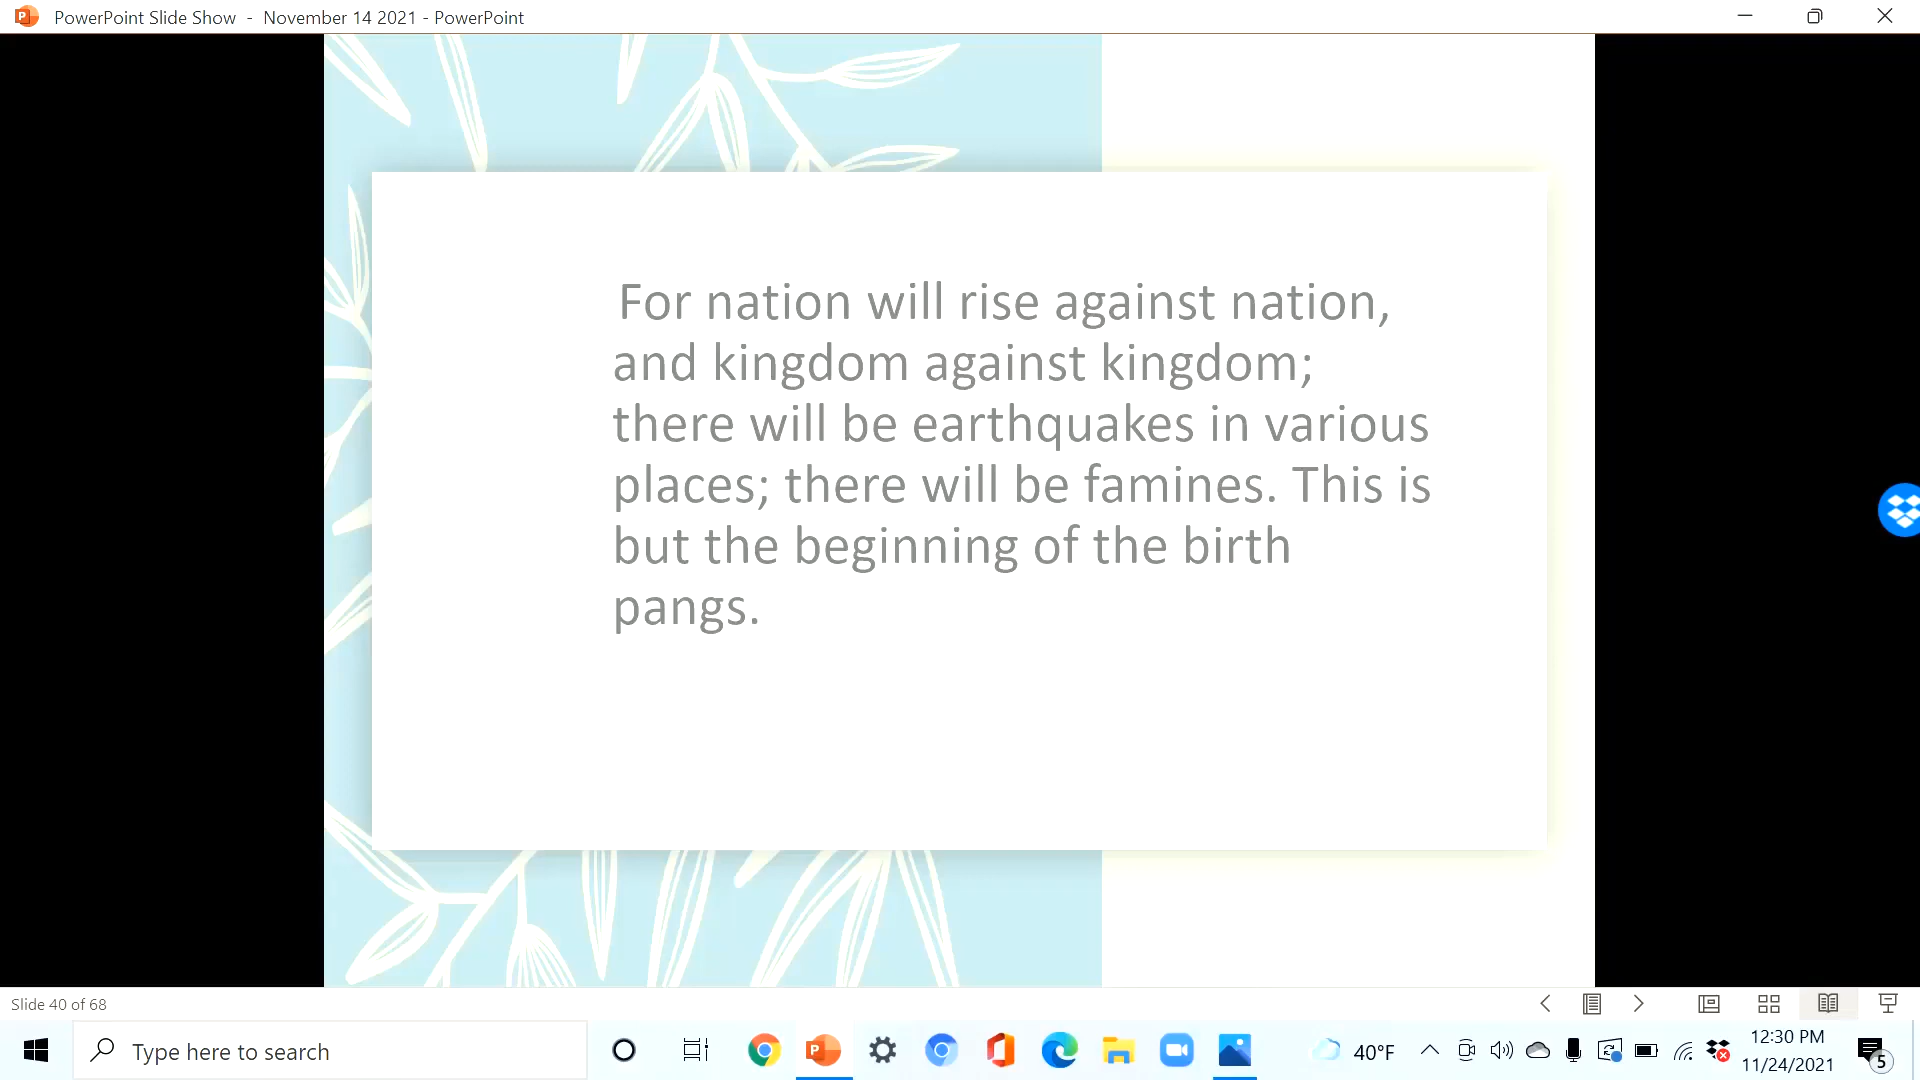 PowerPoint Slide Show - November 14 2021 - PowerPoint
For nation will rise against nation,
and kingdom against kingdom;
there will be earthquakes in various
places; there will be famines. This is
but the beginning of the birth
pangs.
Slide 40 of 68
Type here to search
40°F
12:30 PM
11/24/2021
5